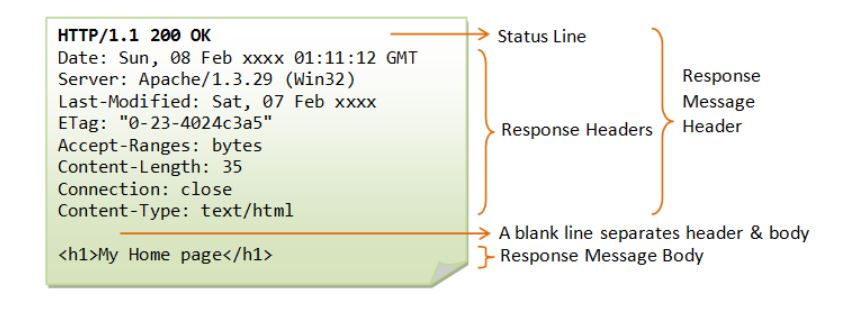 HTTP/1.1 200 OK
Date: Sun, 08 Feb xxxx 01:11:12 GMT
Server: Apache/1.3.29 (Win32)
Last-Modified: Sat, 07 Feb xxxx
ETag: "0-23-4024c3a5"
Accept-Ranges: bytes
Content-Length: 35
Connection: close
Content-Type: text/html
<h1>My Home page</h1>
Status Line
Response Headers
Response
Message
Header
A blank line separates header & body
Response Message Body